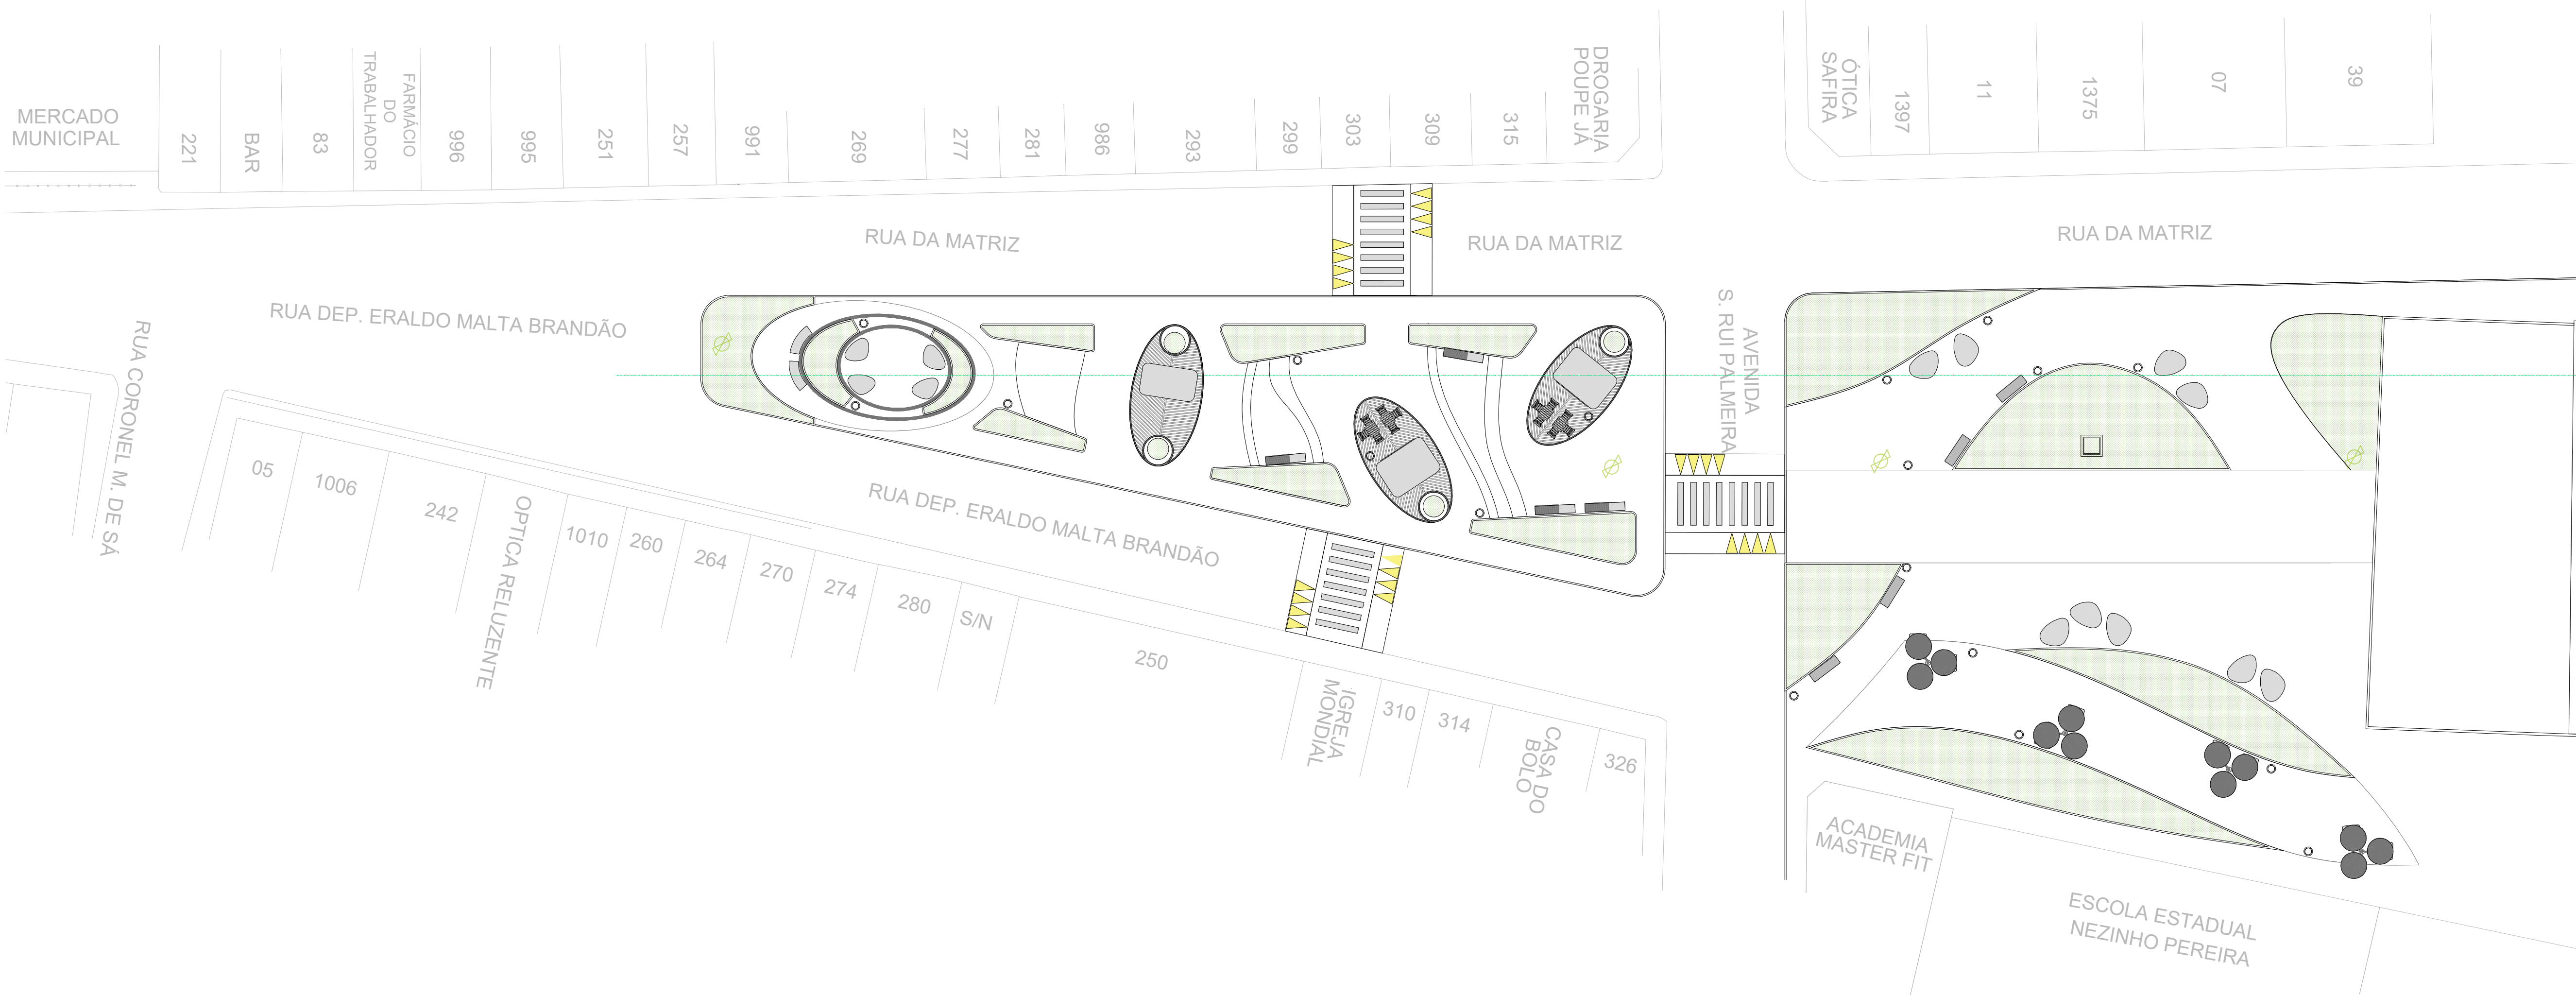 MERCADO
MUNICIPAL
221
BAR
83
FARMÁCIO
DO
TRABALHADOR
996
995
251
257
991
269
277
281
986
293
299
303
309
315
DROGARIA
POUPE JÁ
ÓTICA
SAFIRA
1397
11
1375
07
39
RUA DA MATRIZ
RUA DA MATRIZ
RUA DA MATRIZ
RUA DEP. ERALDO MALTA BRANDÃO
RUA CORONEL M. DE SÁ
AVENIDA
S. RUI PALMEIRA
RUA DEP. ERALDO MALTA BRANDÃO
05
1006
242
OPTICA RELUZENTE
1010
260
264
270
274
280
S/N
250
IGREJA
MONDIAL
310
314
CASA DO
BOLO
326
ACADEMIA
MASTER FIT
ESCOLA ESTADUAL
NEZINHO PEREIRA